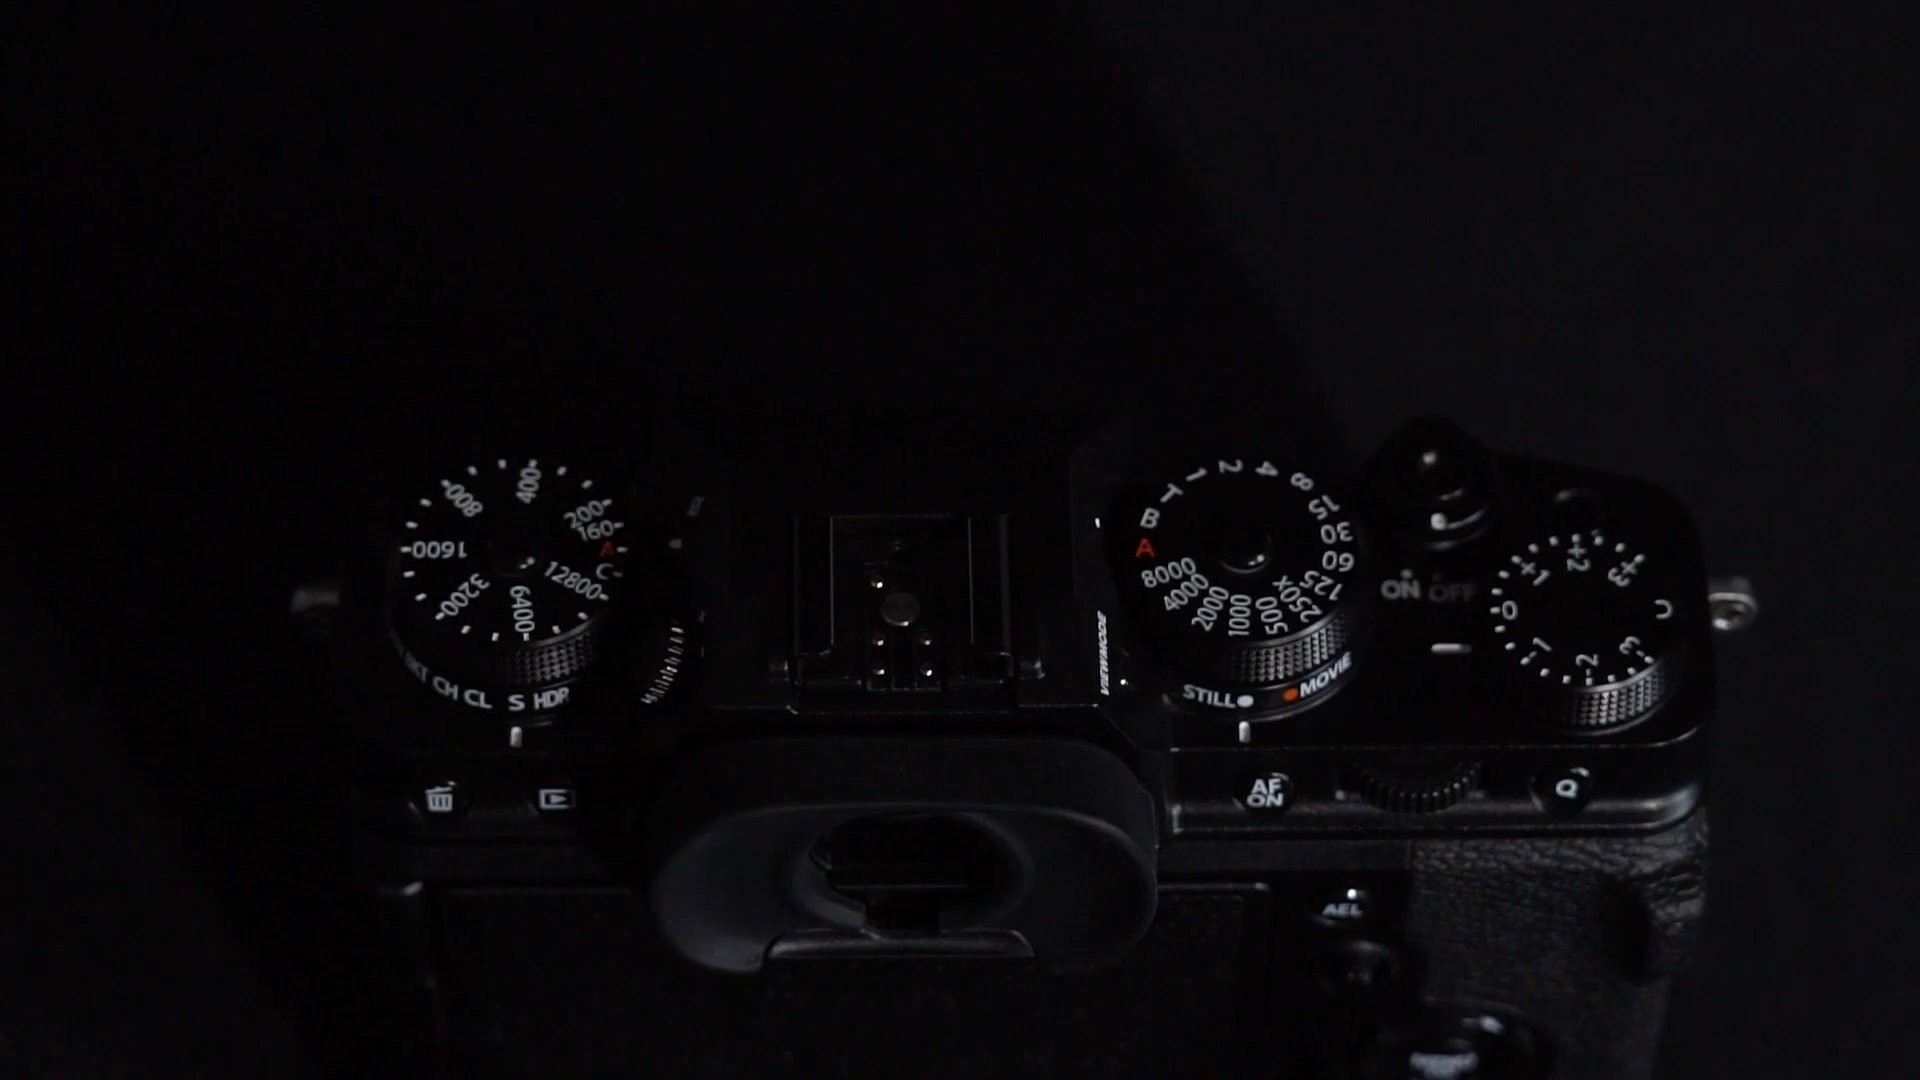 400
800
200
160
A
C
1600
12800
3200
6400
CH CL S HDR
VIEW MODE
B T 1 2 4 8 15 30 60 125 250X 500 1000 2000 4000 8000 A
STILL MOVIE
ON OFF
0 +1 +2 +3 C 3 2 1
AF
ON
Q
AEL